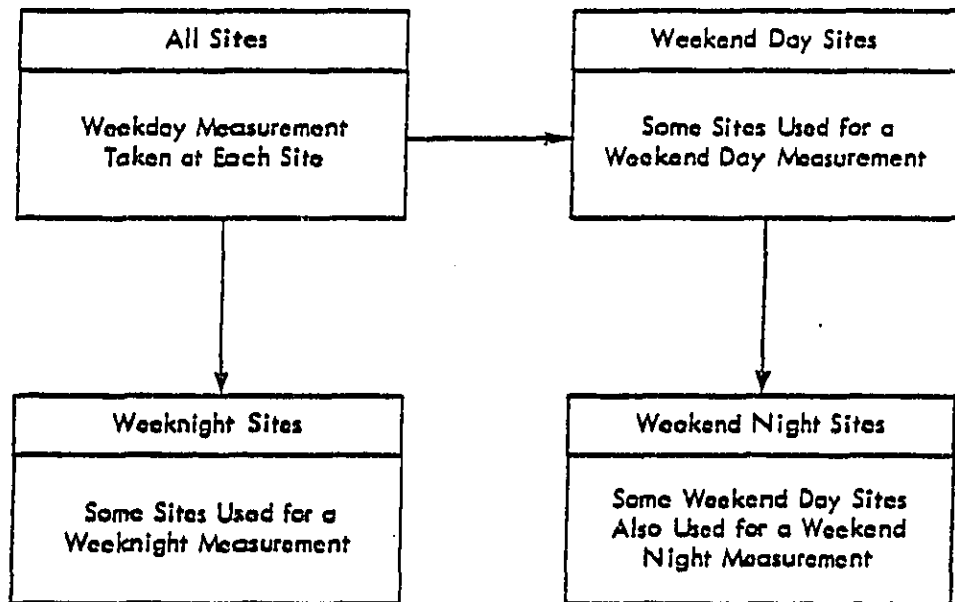 All Sites
Weekday Measurement
Taken at Each Site
Weekend Day Sites
Some Sites Used for a
Weekend Day Measurement
Weeknight Sites
Some Sites Used for a
Weeknight Measurement
Weekend Night Sites
Some Weekend Day Sites
Also Used for a Weekend
Night Measurement